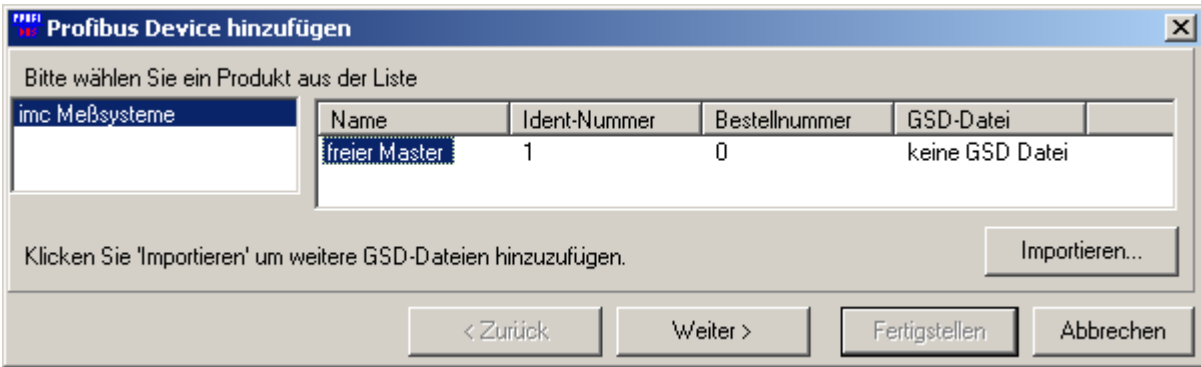 Profibus Device hinzufügen
Bitte wählen Sie ein Produkt aus der Liste
imc Meßsysteme
Name Ident-Nummer Bestellnummer GSD-Datei
freier Master 1 0 keine GSD Datei
Klicken Sie 'Importieren' um weitere GSD-Dateien hinzuzufügen.
Importieren...
< Zurück Weiter > Fertigstellen Abbrechen